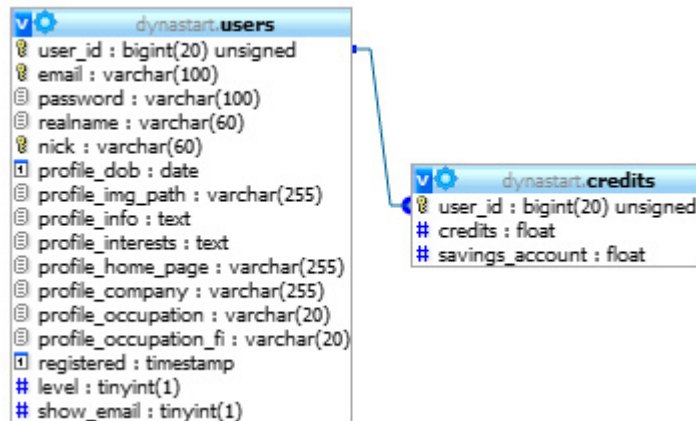 dynastart.users
user_id : bigint(20) unsigned
email : varchar(100)
password : varchar(100)
realname : varchar(60)
nick : varchar(60)
profile_dob : date
profile_img_path : varchar(255)
profile_info : text
profile_interests : text
profile_home_page : varchar(255)
profile_company : varchar(255)
profile_occupation : varchar(20)
profile_occupation_fi : varchar(20)
registered : timestamp
# level : tinyint(1)
# show_email : tinyint(1)
dynastart.credits
user_id : bigint(20) unsigned
# credits : float
# savings_account : float